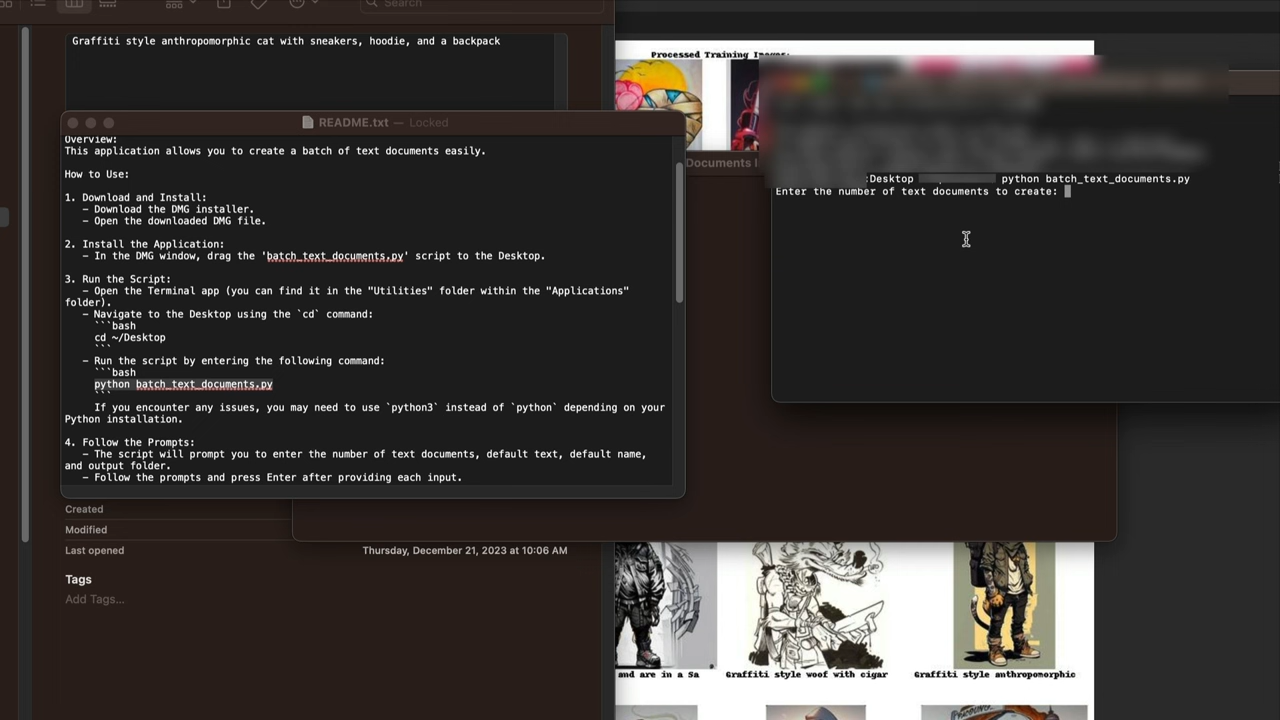 Search
Graffiti style anthropomorphic cat with sneakers, hoodie, and a backpack
README.txt — Locked
Overview:
This application allows you to create a batch of text documents easily.
How to Use:
1. Download and Install:
– Download the DMG installer.
– Open the downloaded DMG file.
2. Install the Application:
– In the DMG window, drag the 'batch_text_documents.py' script to the Desktop.
3. Run the Script:
– Open the Terminal app (you can find it in the "Utilities" folder within the "Applications"
folder).
– Navigate to the Desktop using the `cd` command:
```bash
cd ~/Desktop
```
– Run the script by entering the following command:
```bash
python batch_text_documents.py
```
If you encounter any issues, you may need to use `python3` instead of `python` depending on your
Python installation.
4. Follow the Prompts:
– The script will prompt you to enter the number of text documents, default text, default name,
and output folder.
– Follow the prompts and press Enter after providing each input.
Created
Modified
Last opened Thursday, December 21, 2023 at 10:06 AM
Tags
Add Tags...
Processed Training Images:
Documents
:Desktop python batch_text_documents.py
Enter the number of text documents to create:
and are in a Sa
Graffiti style woof with cigar
Graffiti style anthropomorphic